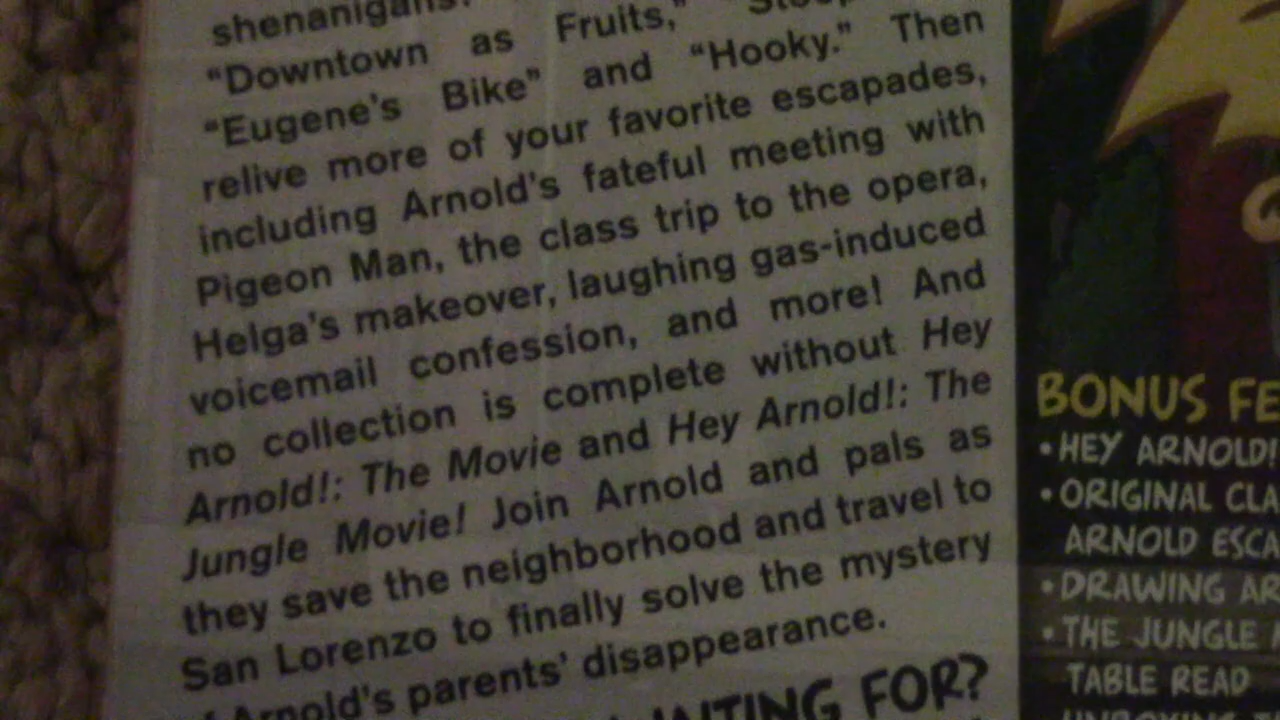 shenanigans!
"Downtown as Fruits,"
"Eugene's Bike" and "Hooky." Then
relive more of your favorite escapades,
including Arnold's fateful meeting with
Pigeon Man, the class trip to the opera,
Helga's makeover, laughing gas-induced
voicemail confession, and more! And
no collection is complete without Hey
Arnold!: The Movie and Hey Arnold!: The
Jungle Movie! Join Arnold and pals as
they save the neighborhood and travel to
San Lorenzo to finally solve the mystery
of Arnold's parents' disappearance.
FOR?
BONUS
•HEY ARNOLD!
•ORIGINAL
ARNOLD
•DRAWING
•THE JUNGLE
TABLE READ